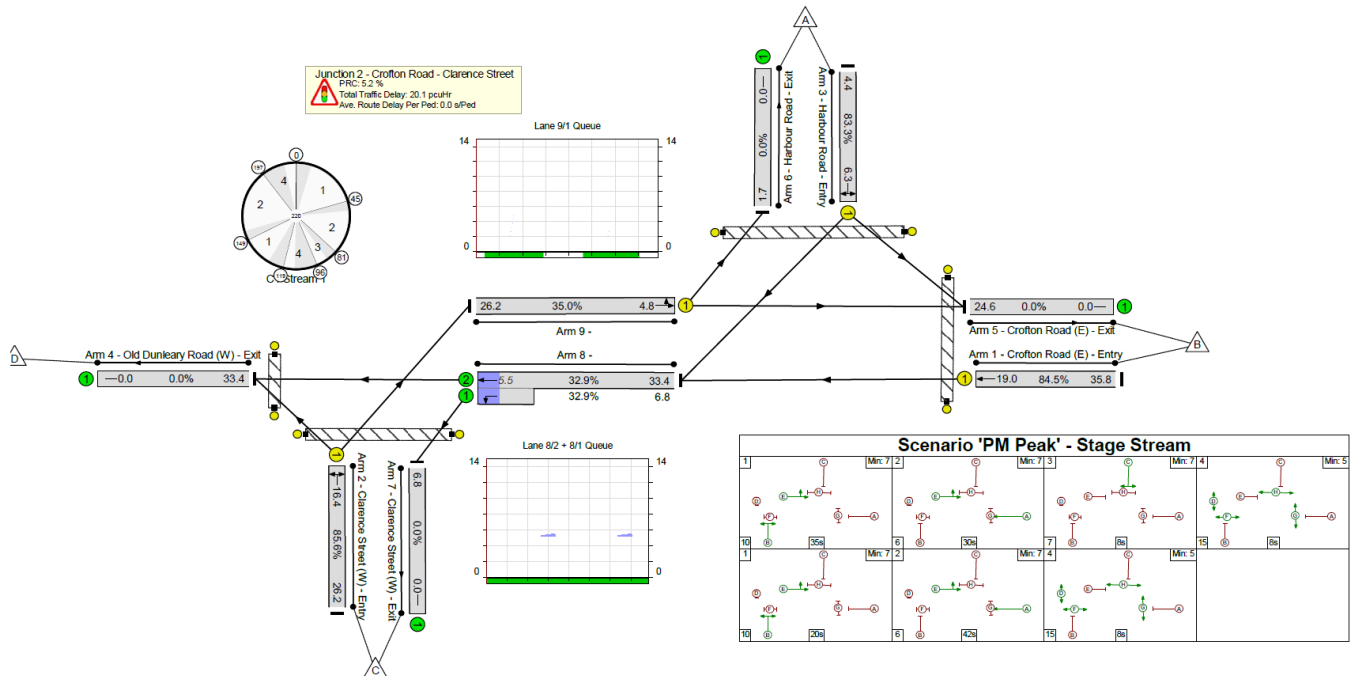 A
Junction 2 - Crofton Road - Clarence Street
PRC: 5.2 %
Total Traffic Delay: 20.1 pcuHr
Ave. Route Delay Per Ped: 0.0 s/Ped
1
0.0
0.0%
1.7
Arm 6 - Harbour Road - Exit
Arm 3 - Harbour Road - Entry
4.4
83.3%
6.3
1
Lane 9/1 Queue
14
14
0
0
0
197
4
1
45
2
220
2
149
1
4
3
81
96
26.2 35.0% 4.8
1
Arm 9 -
24.6 0.0% 0.0
1
Arm 5 - Crofton Road (E) - Exit
B
D
Arm 4 - Old Dunleary Road (W) - Exit
Arm 8 -
Arm 1 - Crofton Road (E) - Entry
1
0.0 0.0% 33.4
2
5.5 32.9% 33.4
1
19.0 84.5% 35.8
1
32.9% 6.8
Lane 8/2 + 8/1 Queue
14
14
0
0
1
16.4
85.6%
26.2
Arm 2 - Clarence Street (W) - Entry
Arm 7 - Clarence Street (W) - Exit
6.8
0.0%
0.0
1
C
Scenario 'PM Peak' - Stage Stream
1 Min: 7 2 Min: 7 3 Min: 7 4 Min: 5
C C C C
D E H D E H D E H D E H
F G A F G A F G A F G A
B B B B
10 35s 6 30s 7 8s 15 8s
1 Min: 7 2 Min: 7 4 Min: 5
C C C
D E H D E H D E H
F G A F G A F G A
B B B
10 20s 6 42s 15 8s